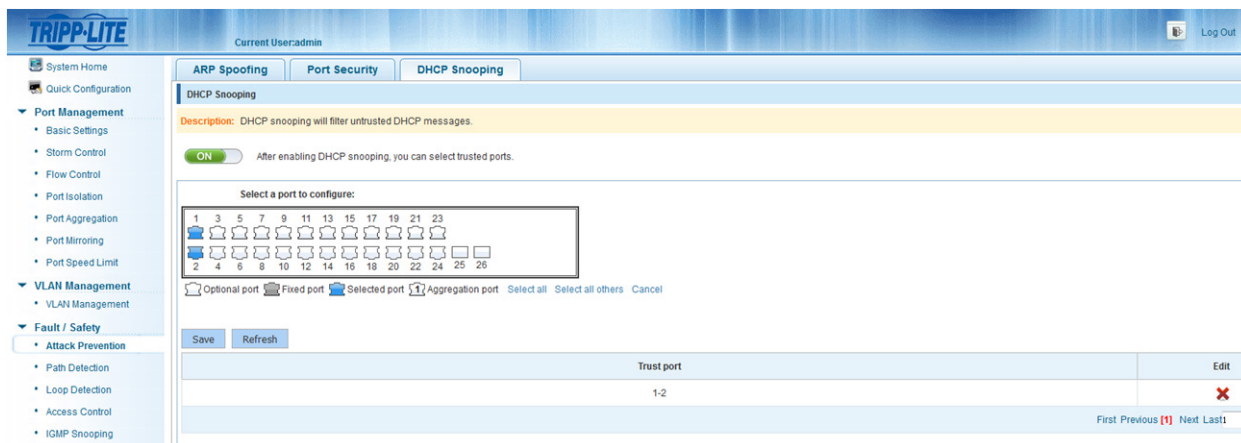 TRIPP·LITE
Current User:admin
Log Out
System Home
Quick Configuration
Port Management
Basic Settings
Storm Control
Flow Control
Port Isolation
Port Aggregation
Port Mirroring
Port Speed Limit
VLAN Management
VLAN Management
Fault / Safety
Attack Prevention
Path Detection
Loop Detection
Access Control
IGMP Snooping
ARP Spoofing Port Security DHCP Snooping
DHCP Snooping
Description: DHCP snooping will filter untrusted DHCP messages.
ON After enabling DHCP snooping, you can select trusted ports.
Select a port to configure:
1 3 5 7 9 11 13 15 17 19 21 23
2 4 6 8 10 12 14 16 18 20 22 24 25 26
Optional port Fixed port Selected port 1 Aggregation port Select all Select all others Cancel
Save Refresh
Trust port Edit
1-2
First Previous [1] Next Last 1